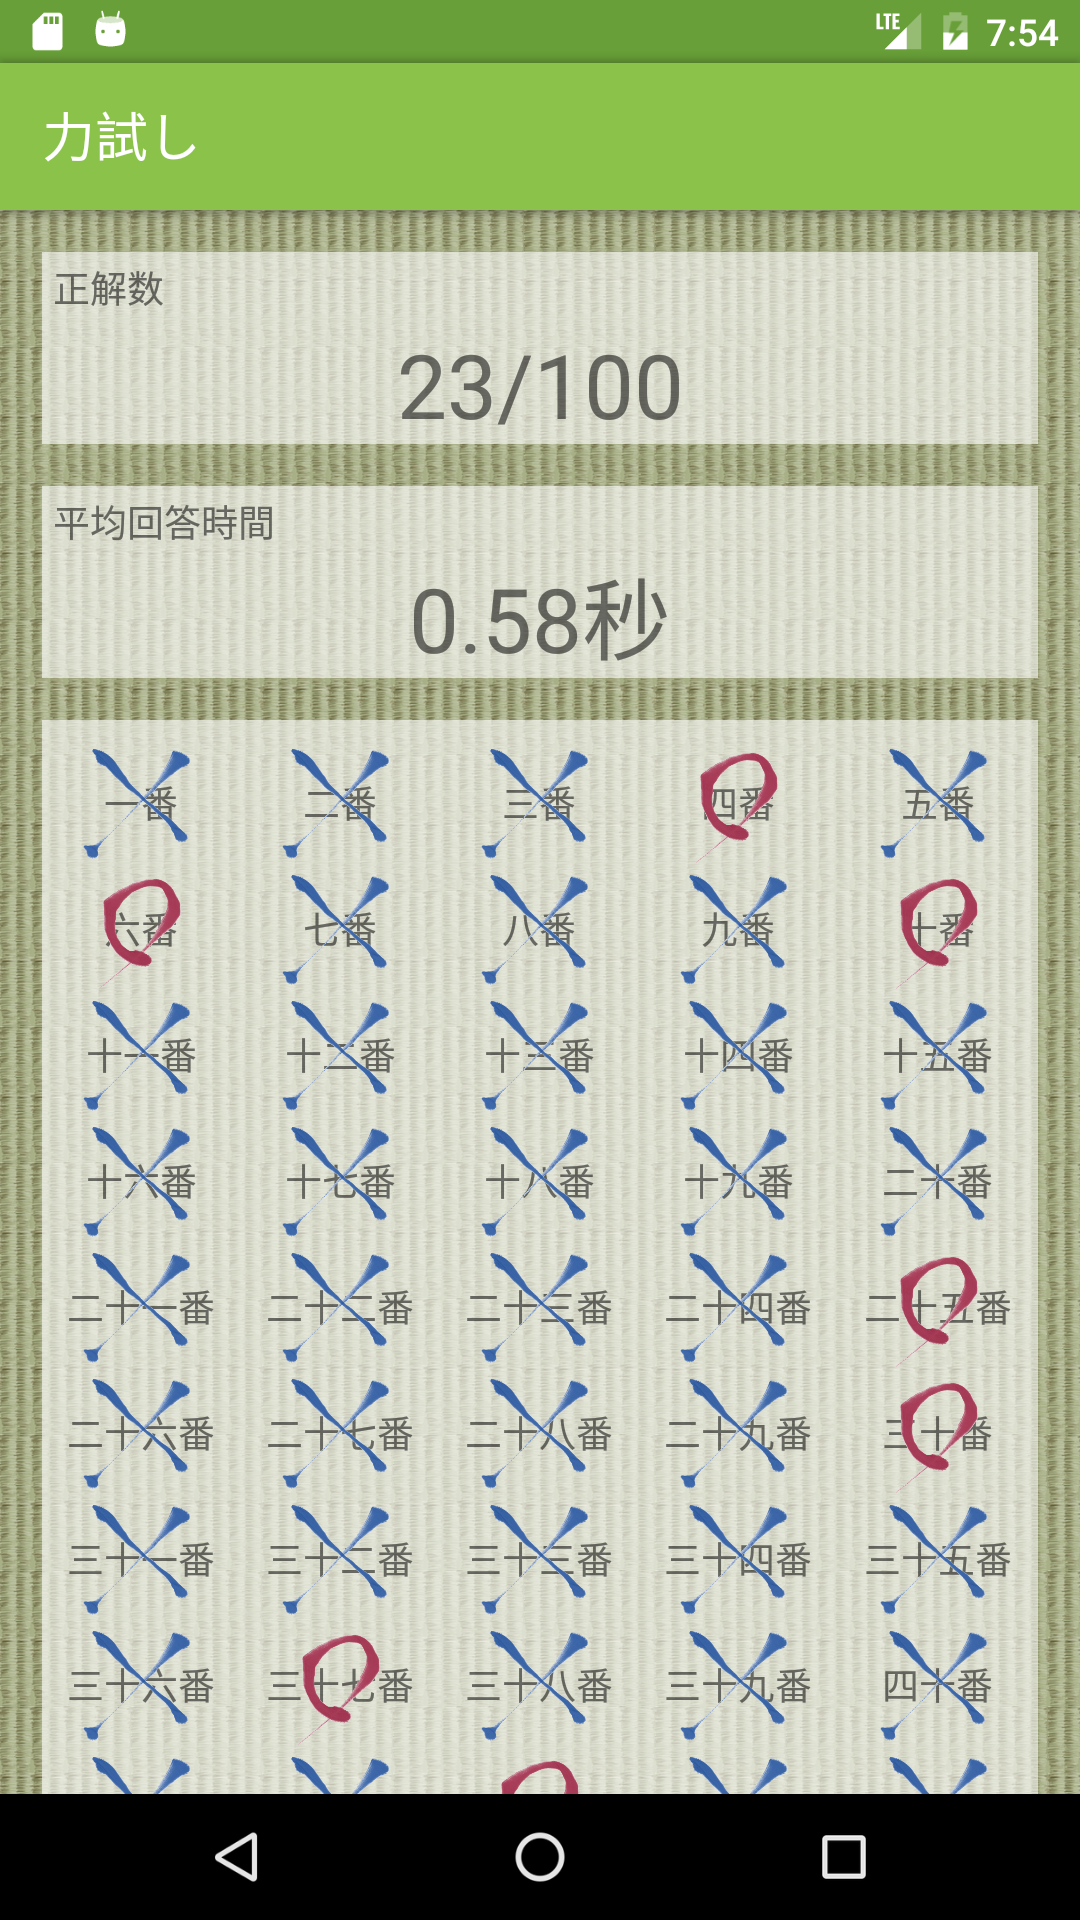 LTE 7:54
力試し
正解数
23/100
平均回答時間
0.58秒
一番 二番 三番 四番 五番
六番 七番 八番 九番 十番
十一番 十二番 十三番 十四番 十五番
十六番 十七番 十八番 十九番 二十番
二十一番 二十二番 二十三番 二十四番 二十五番
二十六番 二十七番 二十八番 二十九番 三十番
三十一番 三十二番 三十三番 三十四番 三十五番
三十六番 三十七番 三十八番 三十九番 四十番